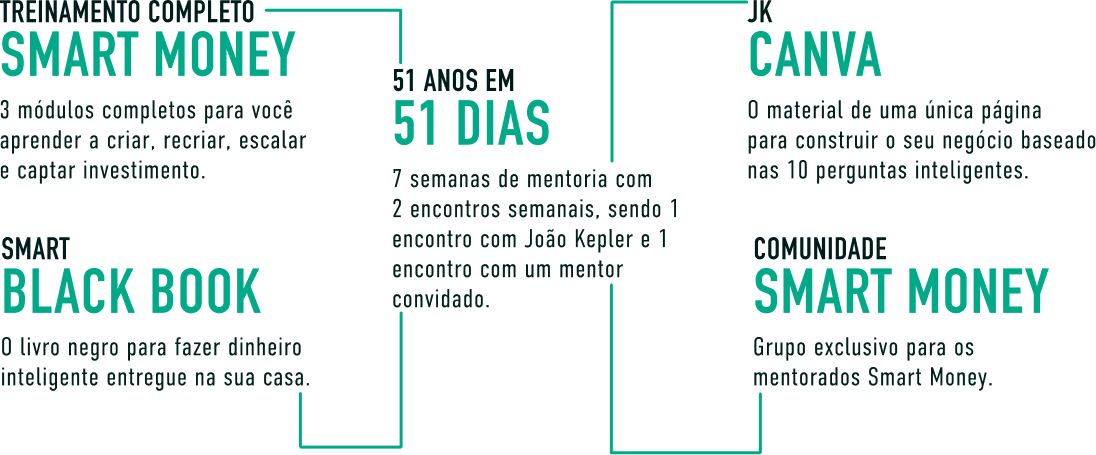 TREINAMENTO COMPLETO
SMART MONEY
3 módulos completos para você
aprender a criar, recriar, escalar
e captar investimento.
SMART
BLACK BOOK
O livro negro para fazer dinheiro
inteligente entregue na sua casa.
51 ANOS EM
51 DIAS
7 semanas de mentoria com
2 encontros semanais, sendo 1
encontro com João Kepler e 1
encontro com um mentor
convidado.
JK
CANVA
O material de uma única página
para construir o seu negócio baseado
nas 10 perguntas inteligentes.
COMUNIDADE
SMART MONEY
Grupo exclusivo para os
mentorados Smart Money.